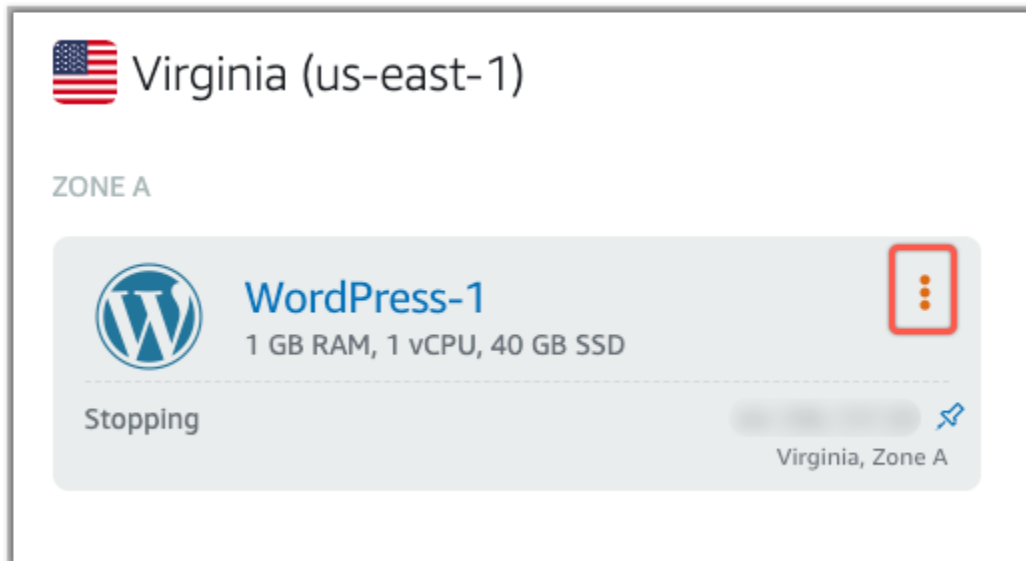 Virginia (us-east-1)
ZONE A
WordPress-1
1 GB RAM, 1 vCPU, 40 GB SSD
Stopping
Virginia, Zone A